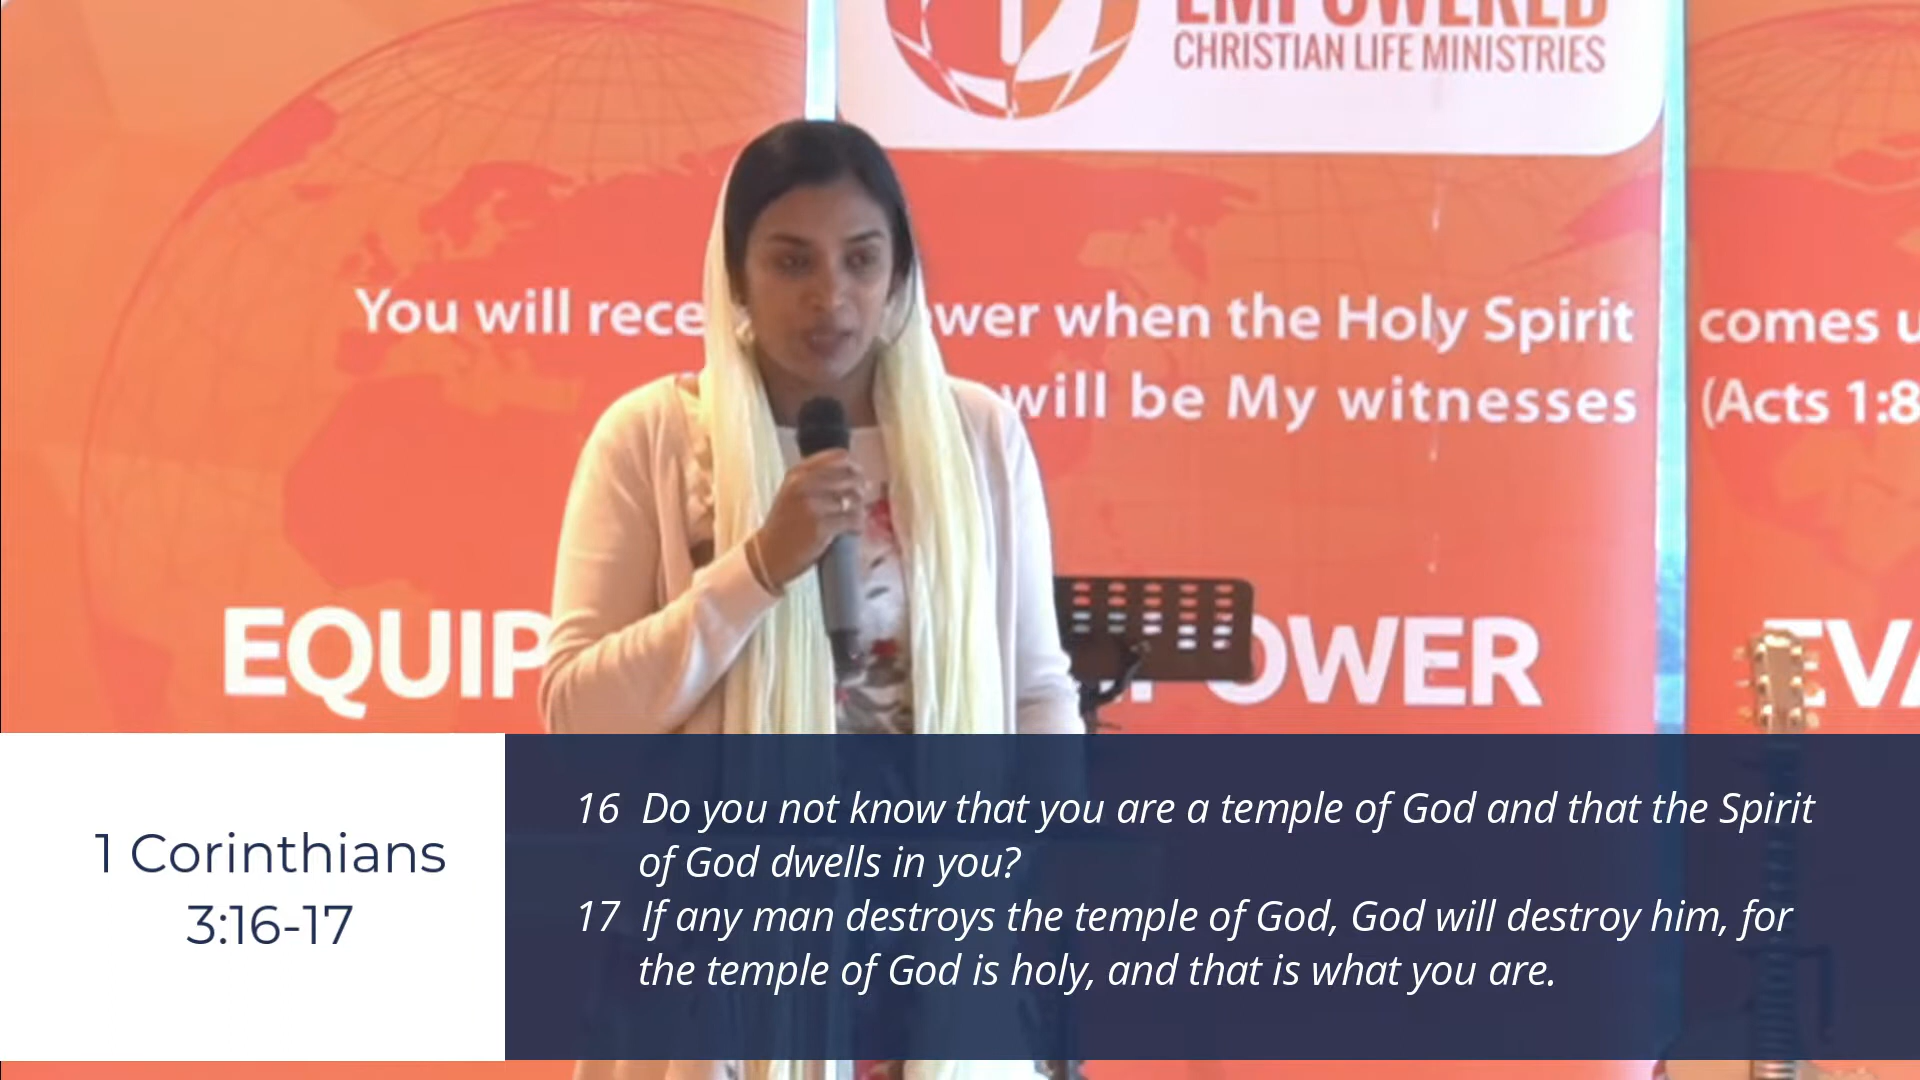 EMPOWERED
CHRISTIAN LIFE MINISTRIES
You will rece wer when the Holy Spirit comes u
will be My witnesses (Acts 1:8
EQUIP POWER EVA
1 Corinthians
3:16-17
16 Do you not know that you are a temple of God and that the Spirit
of God dwells in you?
17 If any man destroys the temple of God, God will destroy him, for
the temple of God is holy, and that is what you are.